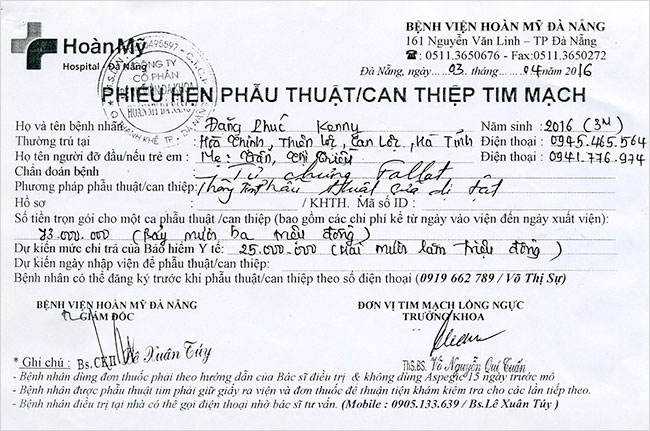 HoànMỹ
Hospital - Đà Nẵng
BỆNH VIỆN HOÀN MỸ ĐÀ NẴNG
161 Nguyễn Văn Linh – TP Đà Nẵng
☎: 0511.3650676 - Fax:0511.3650272
Đà Nẵng, ngày....03....tháng......04.năm 2016
CÔNG TY
CỔ PHẦN
PHIẾU HẸN PHẪU THUẬT/CAN THIỆP TIM MẠCH
Họ và tên bệnh nhân: Đặng Phúc Kenny Năm sinh :2016 (3M)
Thường trú tại : Thiên Lộc, Can Lộc, Hà Tĩnh Điện thoại : 0945.465.564
Họ tên người đỡ đầu/nếu trẻ em : Mẹ: Trần Thị Điện thoại : 0941.776.974
Chẩn đoán bệnh : Tứ chứng Fallot
Phương pháp phẫu thuật/can thiệp: Thông tim, phẫu thuật sửa dị tật
Hồ sơ : / KHTH. Mã số ID :
Số tiền trọn gói cho một ca phẫu thuật /can thiệp (bao gồm các chi phí kể từ ngày vào viện đến ngày xuất viện):
73.000.000 (Bảy mươi ba triệu đồng)
Dự kiến mức chi trả của Bảo hiểm Y tế: 25.000.000 (Hai mươi lăm triệu đồng)
Dự kiến ngày nhập viện để phẫu thuật/can thiệp:
Bệnh nhân có thể đăng ký trước khi phẫu thuật/can thiệp theo số điện thoại (0919 662 789 / Võ Thị Sự)
BỆNH VIỆN HOÀN MỸ ĐÀ NẴNG
GIÁM ĐỐC
ĐƠN VỊ TIM MẠCH LỒNG NGỰC
TRƯỞNG KHOA
Bs.CKII Lê Xuân Túy
ThS.BS. Võ Nguyễn Quí Tuấn
* Ghi chú :
- Bệnh nhân dùng đơn thuốc phải theo hướng dẫn của Bác sĩ điều trị & không dùng Aspegic 15 ngày trước mổ
- Bệnh nhân được phẫu thuật tim phải giữ giấy ra viện và đơn thuốc để thuận tiện khám kiểm tra cho các lần tiếp theo.
- Bệnh nhân điều trị tại nhà có thể gọi điện thoại nhờ bác sĩ tư vấn. (Mobile : 0905.133.639 / Bs.Lê Xuân Túy )